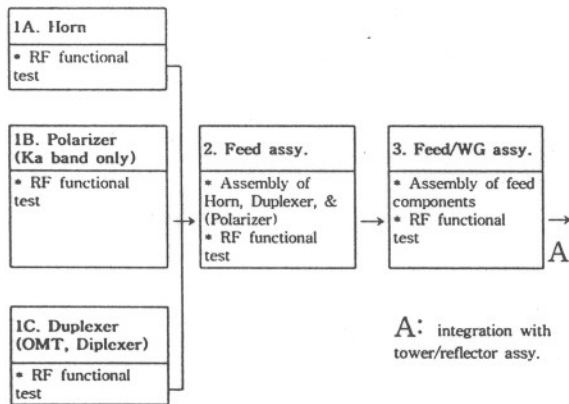 1A. Horn
* RF functional
test
1B. Polarizer
(Ka band only)
* RF functional
test
1C. Duplexer
(OMT, Diplexer)
* RF functional
test
2. Feed assy.
* Assembly of
Horn, Duplexer, &
(Polarizer)
* RF functional
test
3. Feed/WG assy.
* Assembly of feed
components
* RF functional
test
A
A: integration with
tower/reflector assy.